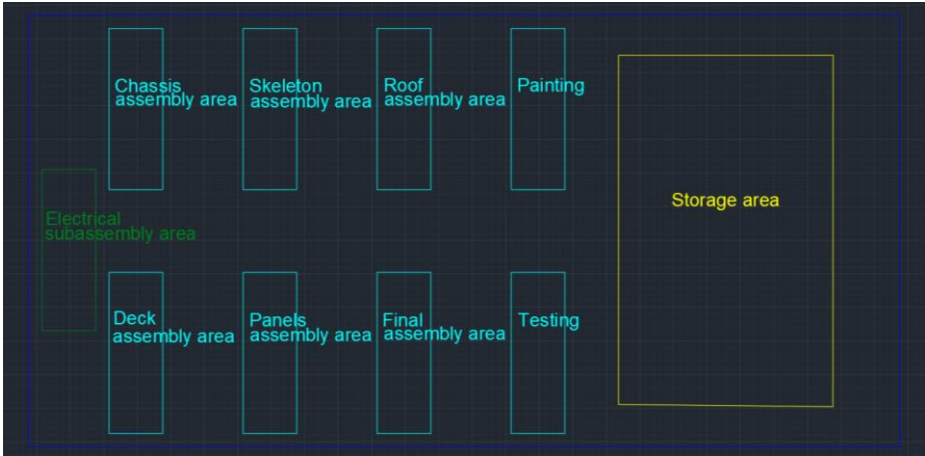 Chassis
assembly area
Skeleton
assembly area
Roof
assembly area
Painting
Storage area
Electrical
subassembly area
Deck
assembly area
Panels
assembly area
Final
assembly area
Testing